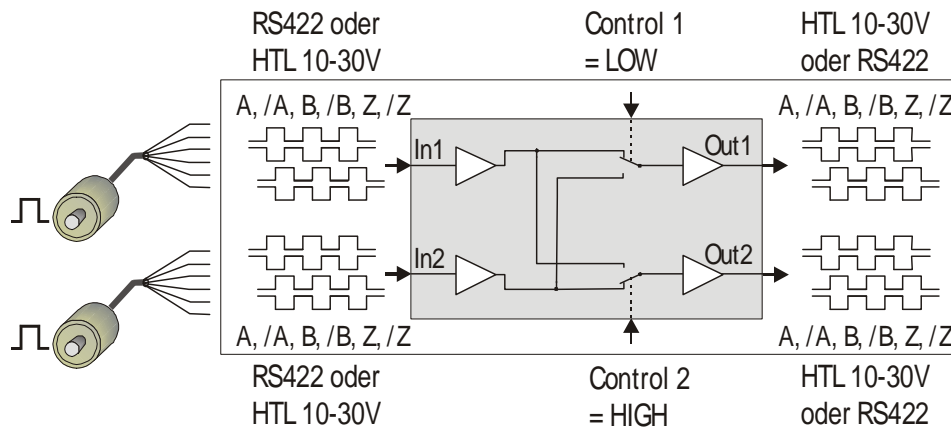 RS422 oder
HTL 10-30V
Control 1
= LOW
HTL 10-30V
oder RS422
A, /A, B, /B, Z, /Z
A, /A, B, /B, Z, /Z
In1
Out1
In2
Out2
A, /A, B, /B, Z, /Z
A, /A, B, /B, Z, /Z
RS422 oder
HTL 10-30V
Control 2
= HIGH
HTL 10-30V
oder RS422